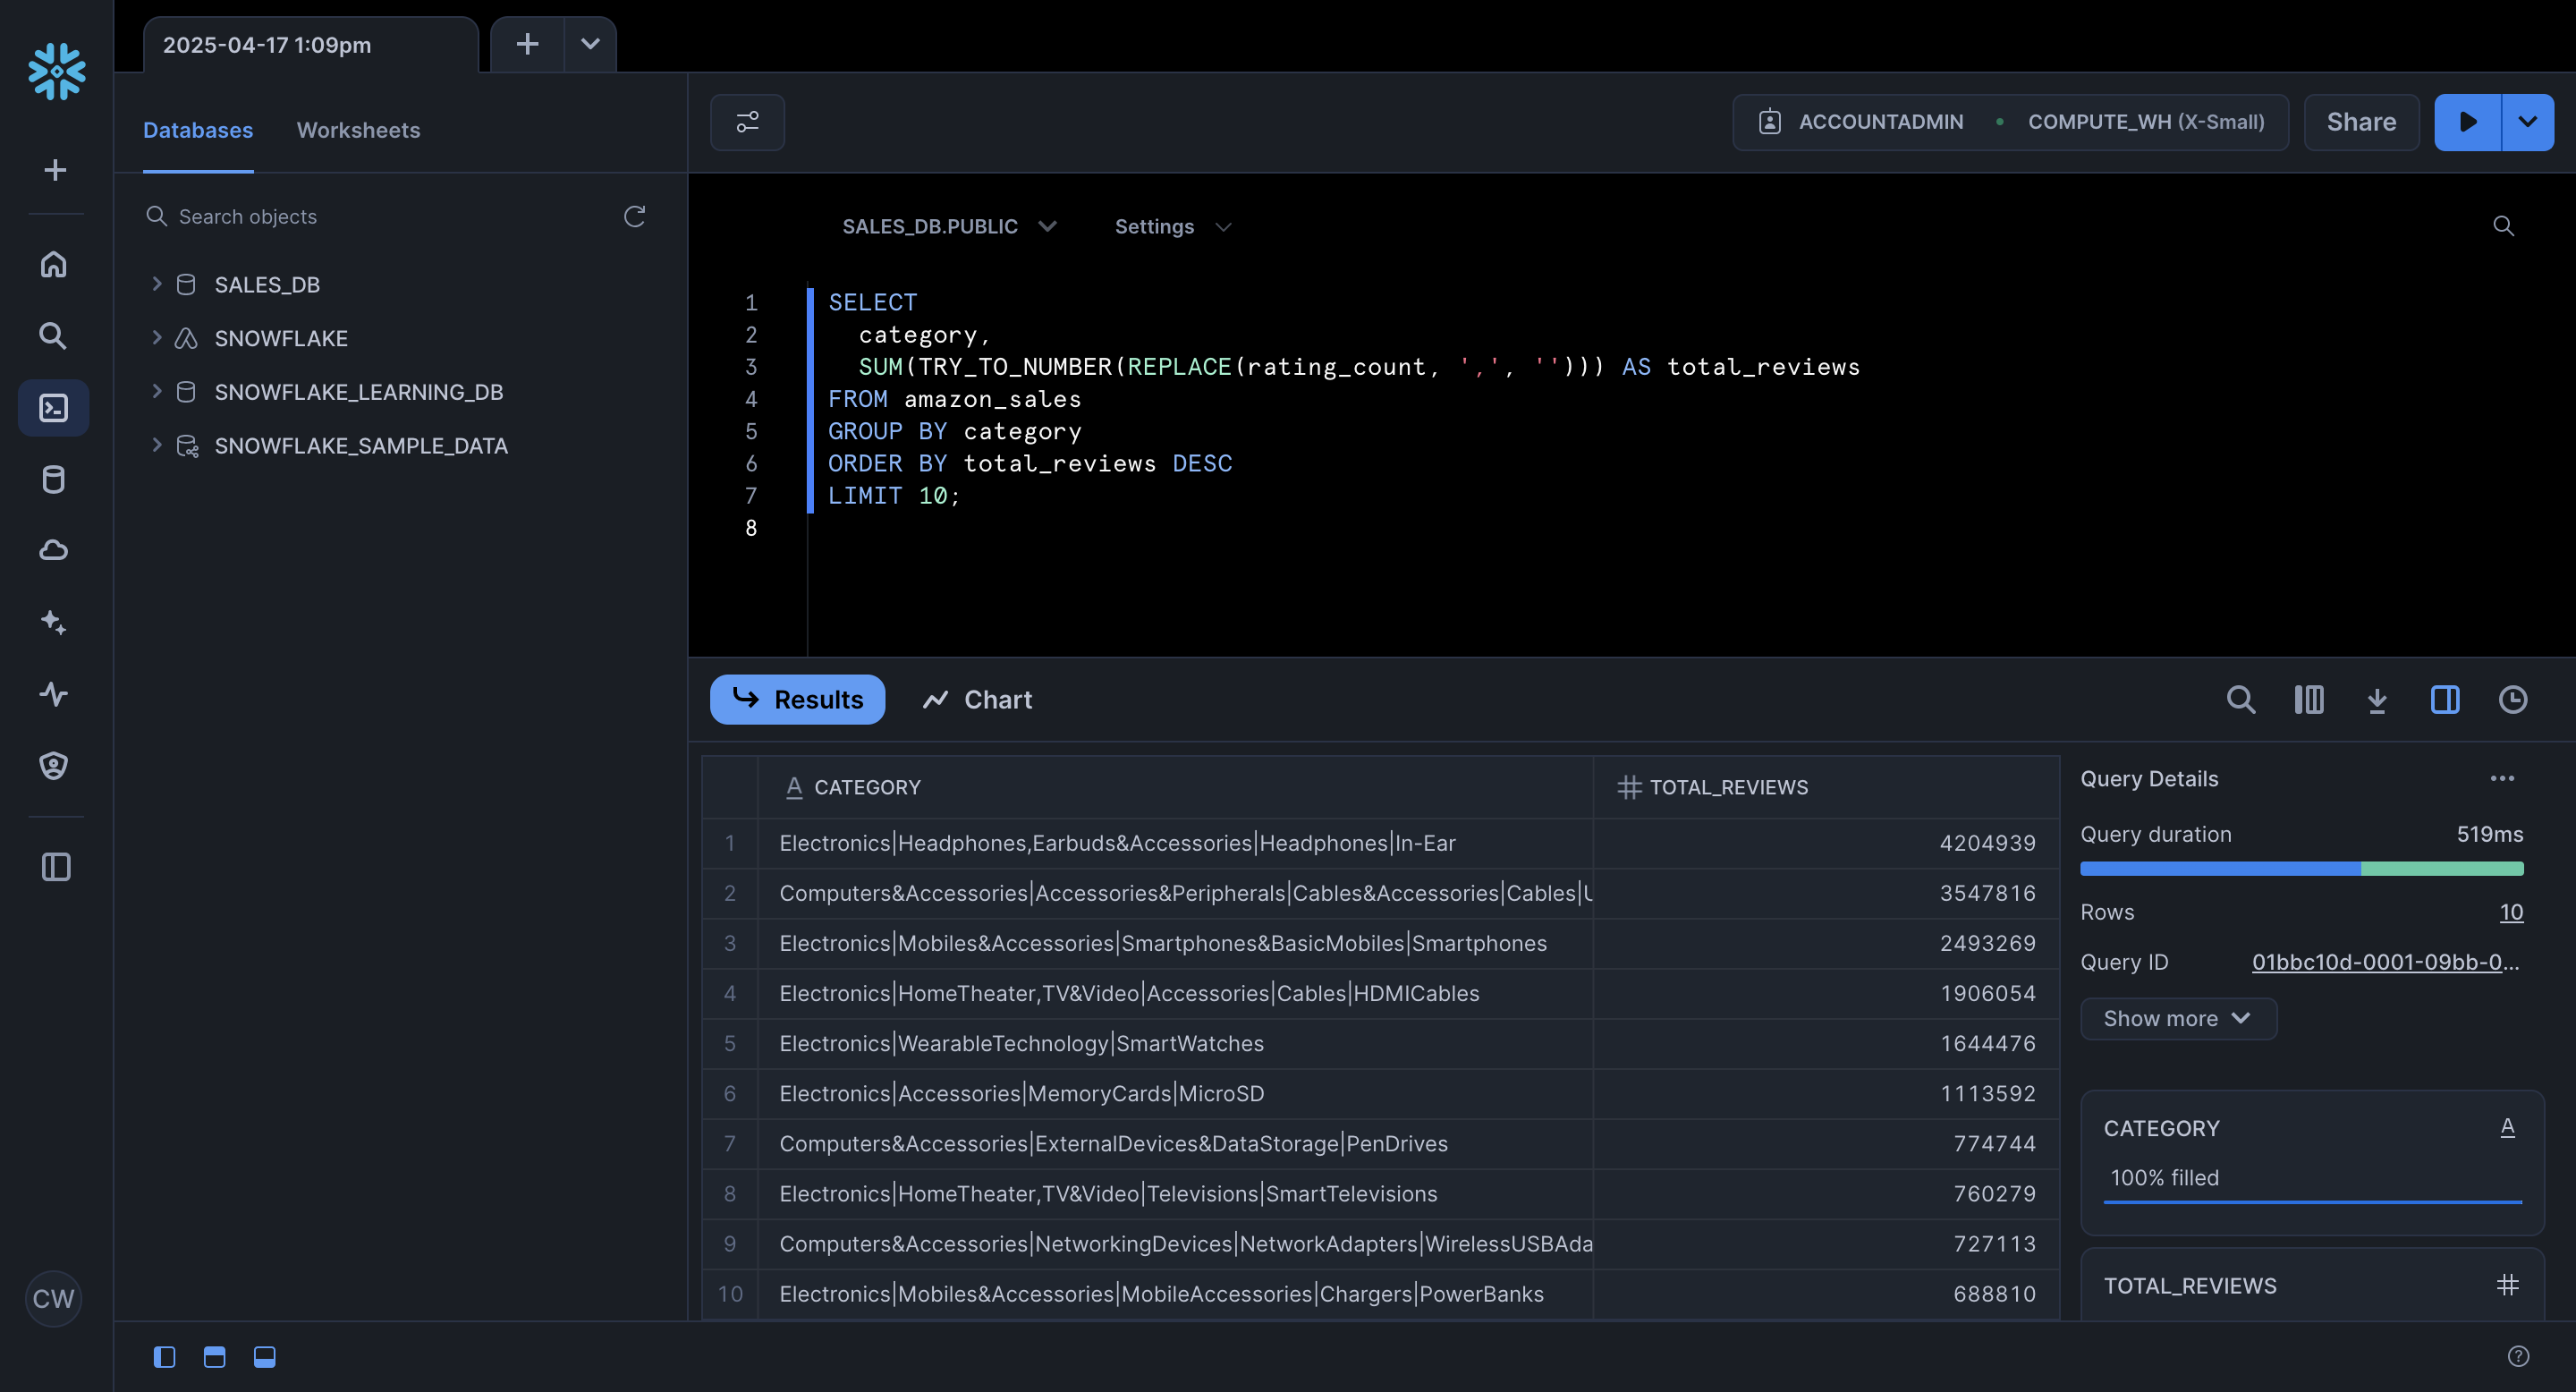 2025-04-17 1:09pm
Databases Worksheets
ACCOUNTADMIN COMPUTE_WH (X-Small) Share
Search objects
SALES_DB
SNOWFLAKE
SNOWFLAKE_LEARNING_DB
SNOWFLAKE_SAMPLE_DATA
SALES_DB.PUBLIC Settings
1 SELECT
2 category,
3 SUM(TRY_TO_NUMBER(REPLACE(rating_count, ',', ''))) AS total_reviews
4 FROM amazon_sales
5 GROUP BY category
6 ORDER BY total_reviews DESC
7 LIMIT 10;
8
Results Chart
A CATEGORY # TOTAL_REVIEWS
1 Electronics|Headphones,Earbuds&Accessories|Headphones|In-Ear 4204939
2 Computers&Accessories|Accessories&Peripherals|Cables&Accessories|Cables|U 3547816
3 Electronics|Mobiles&Accessories|Smartphones&BasicMobiles|Smartphones 2493269
4 Electronics|HomeTheater,TV&Video|Accessories|Cables|HDMICables 1906054
5 Electronics|WearableTechnology|SmartWatches 1644476
6 Electronics|Accessories|MemoryCards|MicroSD 1113592
7 Computers&Accessories|ExternalDevices&DataStorage|PenDrives 774744
8 Electronics|HomeTheater,TV&Video|Televisions|SmartTelevisions 760279
9 Computers&Accessories|NetworkingDevices|NetworkAdapters|WirelessUSBAda 727113
10 Electronics|Mobiles&Accessories|MobileAccessories|Chargers|PowerBanks 688810
Query Details ...
Query duration 519ms
Rows 10
Query ID 01bbc10d-0001-09bb-0...
Show more
CATEGORY A
100% filled
TOTAL_REVIEWS #
CW